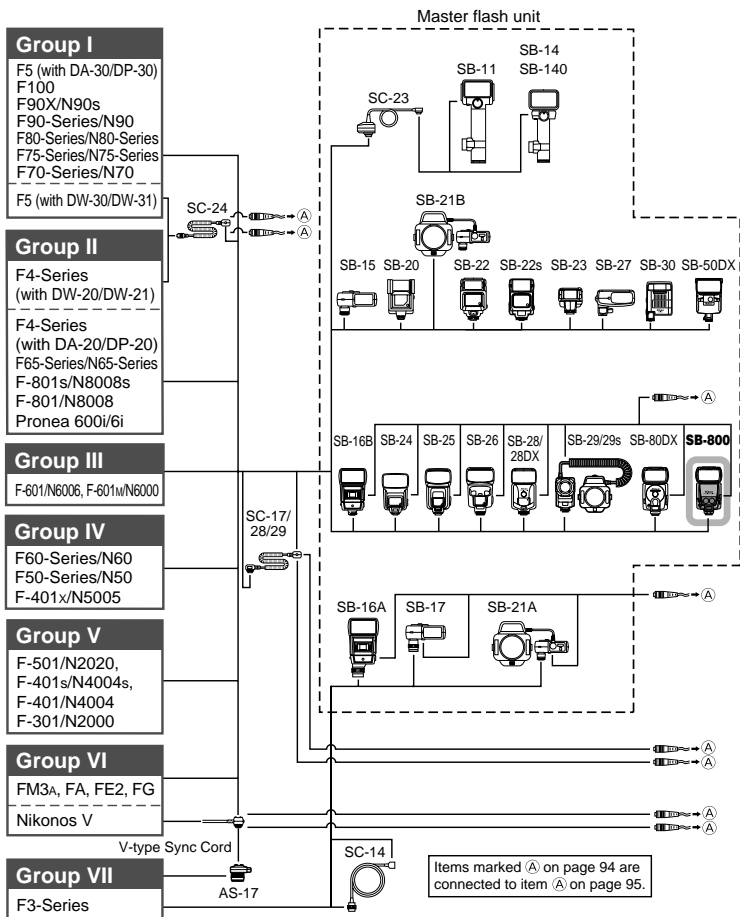 Master flash unit
Group I
F5 (with DA-30/DP-30)
F100
F90X/N90s
F90-Series/N90
F80-Series/N80-Series
F75-Series/N75-Series
F70-Series/N70
F5 (with DW-30/DW-31)
SC-24
Ⓐ
Ⓐ
Group II
F4-Series
(with DW-20/DW-21)
F4-Series
(with DA-20/DP-20)
F65-Series/N65-Series
F-801s/N8008s
F-801/N8008
Pronea 600i/6i
Group III
F-601/N6006, F-601M/N6000
Group IV
F60-Series/N60
F50-Series/N50
F-401X/N5005
Group V
F-501/N2020,
F-401s/N4004s,
F-401/N4004
F-301/N2000
Group VI
FM3A, FA, FE2, FG
Nikonos V
V-type Sync Cord
Group VII
F3-Series
AS-17
SC-23
SB-11
SB-14
SB-140
SB-21B
SB-15
SB-20
SB-22
SB-22s
SB-23
SB-27
SB-30
SB-50DX
Ⓐ
SB-16B
SB-24
SB-25
SB-26
SB-28/
28DX
SB-29/29s
SB-80DX
SB-800
SC-17/
28/29
SB-16A
SB-17
SB-21A
Ⓐ
Ⓐ
Ⓐ
Ⓐ
Ⓐ
SC-14
Items marked Ⓐ on page 94 are
connected to item Ⓐ on page 95.